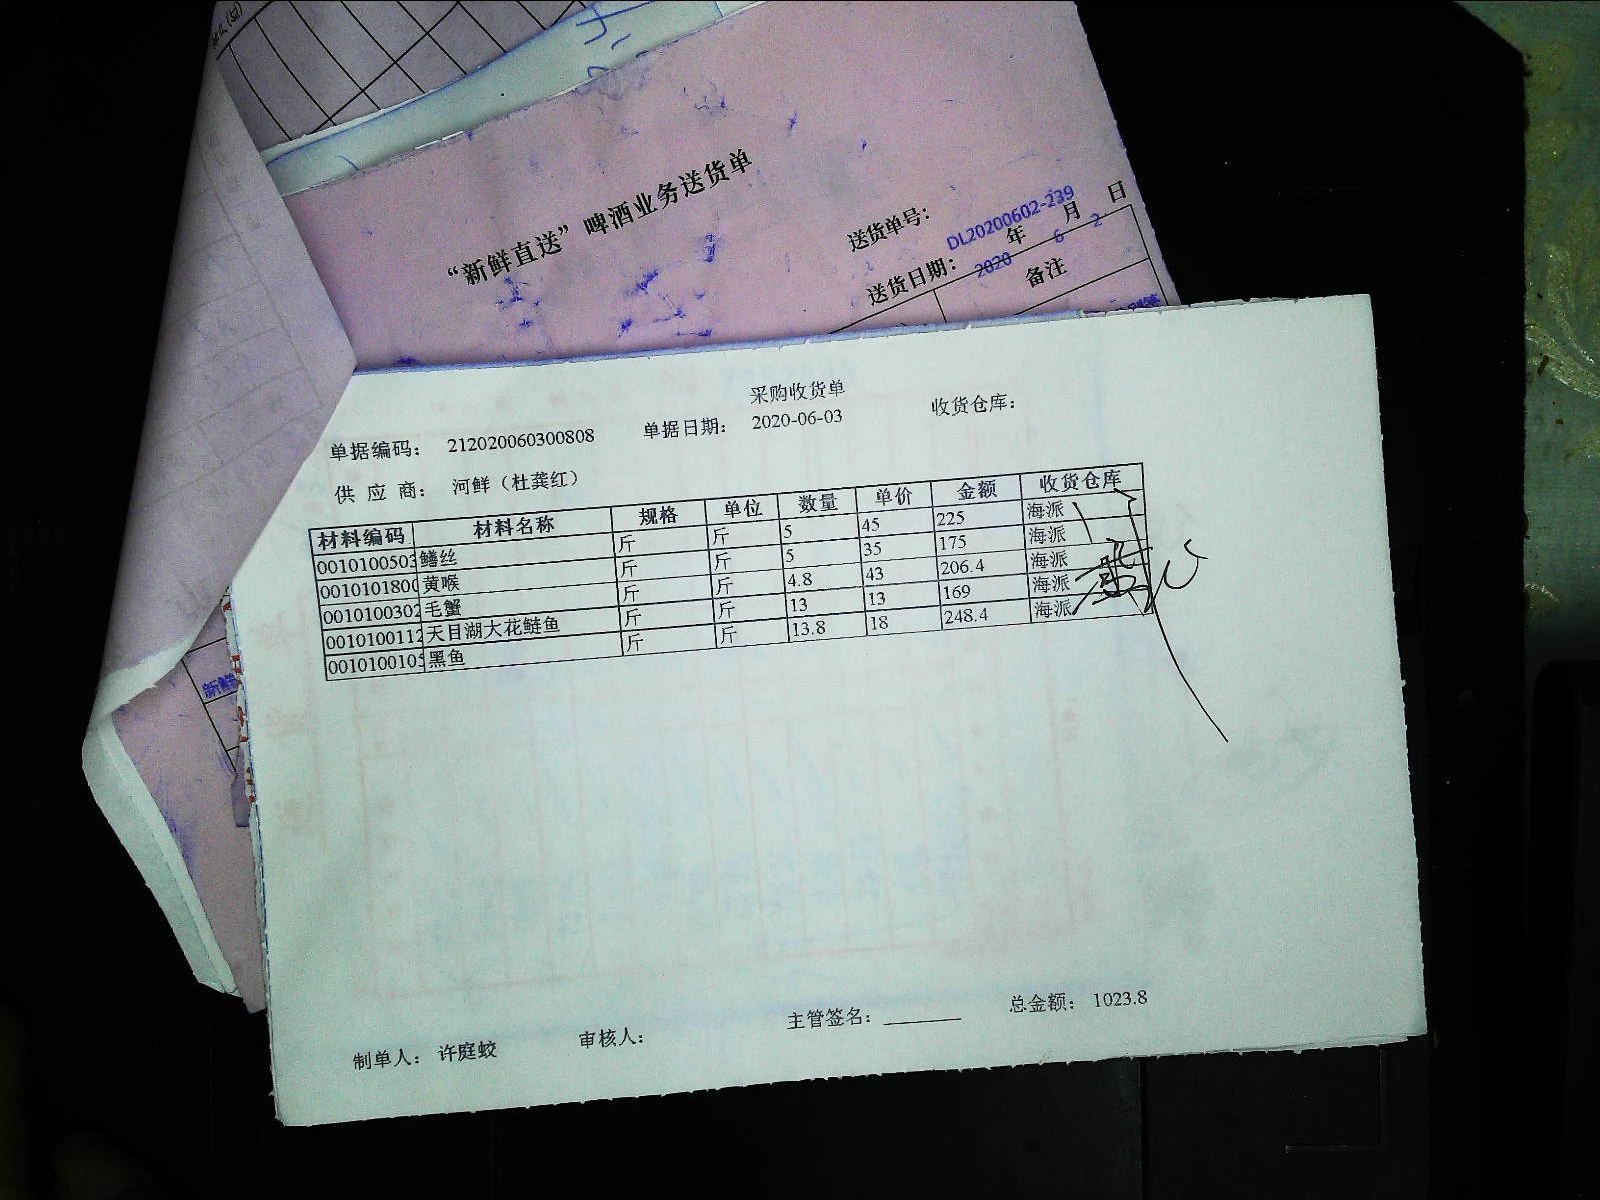 “新鲜直送”啤酒业务送货单
送货单号： DL20200602-239
送货日期： 2020 年 6 月 2 日
备注
采购收货单
单据编码： 212020060300808 单据日期： 2020-06-03 收货仓库：
供 应 商： 河鲜（杜龚红）
材料编码 材料名称 规格 单位 数量 单价 金额 收货仓库
0010100503 鳝丝 斤 斤 5 45 225 海派
001010180 黄喉 斤 斤 5 35 175 海派
0010100302 毛蟹 斤 斤 4.8 43 206.4 海派
0010100112 天目湖大花鲢鱼 斤 斤 13 13 169 海派
001010010 黑鱼 斤 斤 13.8 18 248.4 海派
新鲜
制单人： 许庭蛟 审核人： 主管签名： 总金额： 1023.8